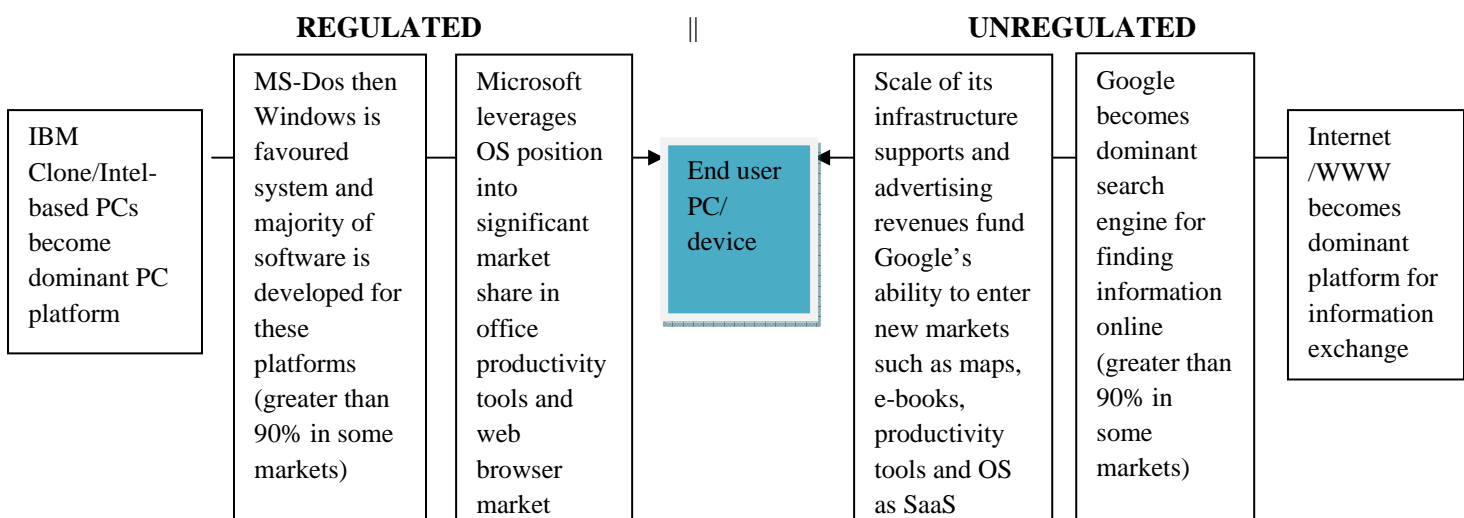 REGULATED || UNREGULATED
IBM
Clone/Intel-
based PCs
become
dominant PC
platform
MS-Dos then
Windows is
favoured
system and
majority of
software is
developed for
these
platforms
(greater than
90% in some
markets)
Microsoft
leverages
OS position
into
significant
market
share in
office
productivity
tools and
web
browser
market
End user
PC/
device
Scale of its
infrastructure
supports and
advertising
revenues fund
Google’s
ability to enter
new markets
such as maps,
e-books,
productivity
tools and OS
as SaaS
Google
becomes
dominant
search
engine for
finding
information
online
(greater than
90% in
some
markets)
Internet
/WWW
becomes
dominant
platform for
information
exchange